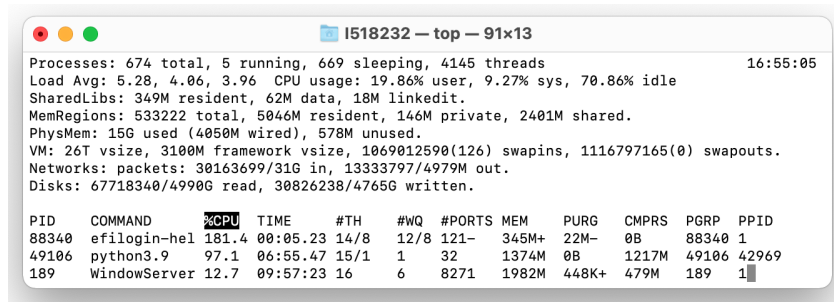 I518232 — top — 91×13
Processes: 674 total, 5 running, 669 sleeping, 4145 threads 16:55:05
Load Avg: 5.28, 4.06, 3.96 CPU usage: 19.86% user, 9.27% sys, 70.86% idle
SharedLibs: 349M resident, 62M data, 18M linkedit.
MemRegions: 533222 total, 5046M resident, 146M private, 2401M shared.
PhysMem: 15G used (4050M wired), 578M unused.
VM: 26T vsize, 3100M framework vsize, 1069012590(126) swapins, 1116797165(0) swapouts.
Networks: packets: 30163699/31G in, 13333797/4979M out.
Disks: 67718340/4990G read, 30826238/4765G written.
PID COMMAND %CPU TIME #TH #WQ #PORTS MEM PURG CMPRS PGRP PPID
88340 efilogin-hel 181.4 00:05.23 14/8 12/8 121- 345M+ 22M- 0B 88340 1
49106 python3.9 97.1 06:55.47 15/1 1 32 1374M 0B 1217M 49106 42969
189 WindowServer 12.7 09:57:23 16 6 8271 1982M 448K+ 479M 189 1